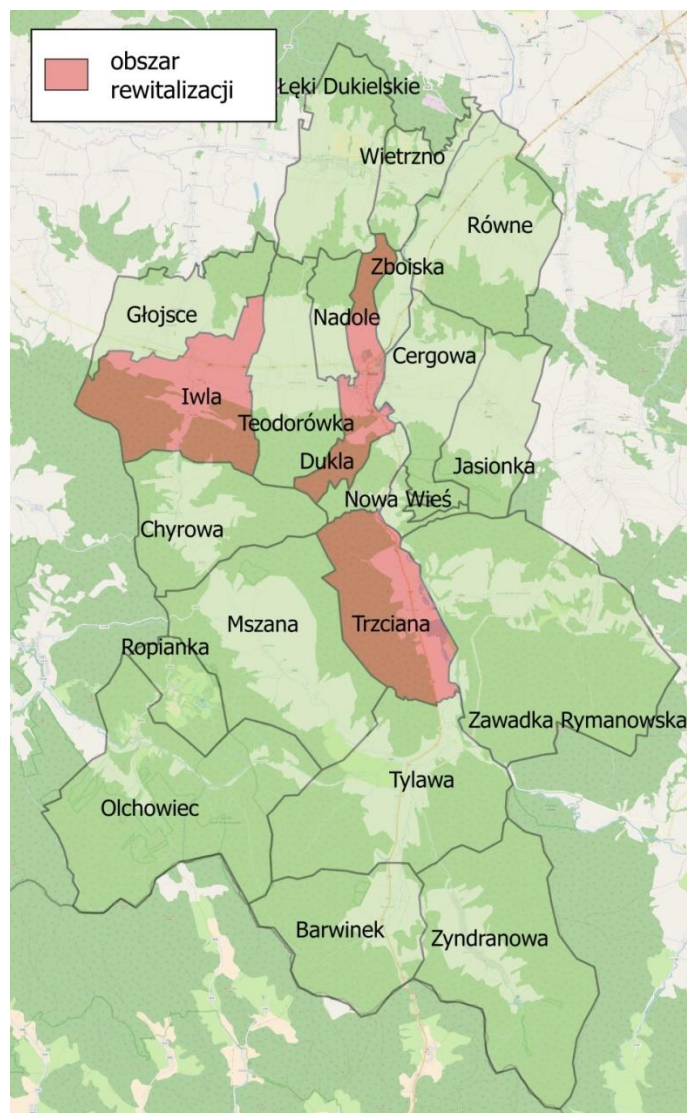 obszar
rewitalizacji
Łęki Dukielskie
Wietrzno
Równe
Zboiska
Głojsce
Nadole
Cergowa
Iwla
Teodorówka
Dukla
Jasionka
Nowa Wieś
Chyrowa
Mszana
Trzciana
Ropianka
Zawadka Rymanowska
Tylawa
Olchowiec
Barwinek
Zyndranowa